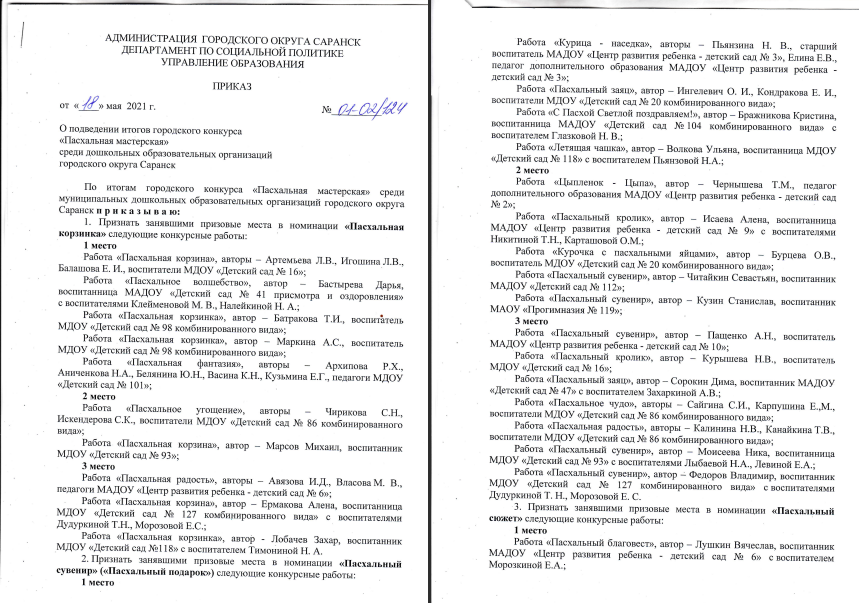 АДМИНИСТРАЦИЯ ГОРОДСКОГО ОКРУГА САРАНСК
ДЕПАРТАМЕНТ ПО СОЦИАЛЬНОЙ ПОЛИТИКЕ
УПРАВЛЕНИЕ ОБРАЗОВАНИЯ
ПРИКАЗ
от «18» мая 2021 г. № 01-02/124
О подведении итогов городского конкурса
«Пасхальная мастерская»
среди дошкольных образовательных организаций
городского округа Саранск
По итогам городского конкурса «Пасхальная мастерская» среди
муниципальных дошкольных образовательных организаций городского округа
Саранск п р и к а з ы в а ю:
1. Признать занявшими призовые места в номинации «Пасхальная
корзинка» следующие конкурсные работы:
1 место
Работа «Пасхальная корзина», авторы – Артемьева Л.В., Игошина Л.В.,
Балашова Е. И., воспитатели МДОУ «Детский сад № 16»;
Работа «Пасхальное волшебство», автор – Бастырева Дарья,
воспитанница МАДОУ «Детский сад № 41 присмотра и оздоровления»
с воспитателями Клейменовой М. В., Налейкиной Н. А.;
Работа «Пасхальная корзинка», автор – Батракова Т.И., воспитатель
МДОУ «Детский сад № 98 комбинированного вида»;
Работа «Пасхальная корзинка», автор – Маркина А.С., воспитатель
МДОУ «Детский сад № 98 комбинированного вида»;
Работа «Пасхальная фантазия», авторы – Архипова Р.Х.,
Аниченкова Н.А., Белянина Ю.Н., Васина К.Н., Кузьмина Е.Г., педагоги МДОУ
«Детский сад № 101»;
2 место
Работа «Пасхальное угощение», авторы – Чирикова С.Н.,
Искендерова С.К., воспитатели МДОУ «Детский сад № 86 комбинированного
вида»;
Работа «Пасхальная корзина», автор – Марсов Михаил, воспитанник
МДОУ «Детский сад № 93»;
3 место
Работа «Пасхальная радость», авторы – Авязова И.Д., Власова М. В.,
педагоги МАДОУ «Центр развития ребенка - детский сад № 6»;
Работа «Пасхальная корзина», автор – Ермакова Алена, воспитанница
МДОУ «Детский сад № 127 комбинированного вида» с воспитателями
Дудуркиной Т.Н., Морозовой Е.С.;
Работа «Пасхальная корзинка», автор - Лобачев Захар, воспитанник
МДОУ «Детский сад №118» с воспитателем Тимониной Н. А.
2. Признать занявшими призовые места в номинации «Пасхальный
сувенир» («Пасхальный подарок») следующие конкурсные работы:
1 место
Работа «Курица - наседка», авторы – Пьянзина Н. В., старший
воспитатель МАДОУ «Центр развития ребенка - детский сад № 3», Елина Е.В.,
педагог дополнительного образования МАДОУ «Центр развития ребенка -
детский сад № 3»;
Работа «Пасхальный заяц», автор – Ингелевич О. И., Кондракова Е. И.,
воспитатели МДОУ «Детский сад № 20 комбинированного вида»;
Работа «С Пасхой Светлой поздравляем!», автор – Бражникова Кристина,
воспитанница МАДОУ «Детский сад № 104 комбинированного вида» с
воспитателем Глазковой Н. В.;
Работа «Летящая чашка», автор – Волкова Ульяна, воспитанница МДОУ
«Детский сад № 118» с воспитателем Пьянзовой Н.А.;
2 место
Работа «Цыпленок - Цыпа», автор – Чернышева Т.М., педагог
дополнительного образования МАДОУ «Центр развития ребенка - детский сад
№ 2»;
Работа «Пасхальный кролик», автор – Исаева Алена, воспитанница
МАДОУ «Центр развития ребенка - детский сад № 9» с воспитателями
Никитиной Т.Н., Карташовой О.М.;
Работа «Курочка с пасхальными яйцами», автор – Бурцева О.В.,
воспитатель МДОУ «Детский сад № 20 комбинированного вида;
Работа «Пасхальный сувенир», автор – Читайкин Севастьян, воспитанник
МАДОУ «Детский сад № 112»;
Работа «Пасхальный сувенир», автор – Кузин Станислав, воспитанник
МАОУ «Прогимназия № 119»;
3 место
Работа «Пасхальный сувенир», автор – Пащенко А.Н., воспитатель
МАДОУ «Центр развития ребенка - детский сад № 10»;
Работа «Пасхальный кролик», автор – Курышева Н.В., воспитатель
МДОУ «Детский сад № 16»;
Работа «Пасхальный заяц», автор – Сорокин Дима, воспитанник МАДОУ
«Детский сад № 47» с воспитателем Захаркиной А.В.;
Работа «Пасхальное чудо», авторы – Сайгина С.И., Карпушина Е.,М.,
воспитатели МДОУ «Детский сад № 86 комбинированного вида»;
Работа «Пасхальная радость», авторы – Калинина Н.В., Канайкина Т.В.,
воспитатели МДОУ «Детский сад № 86 комбинированного вида»;
Работа «Пасхальный сувенир», автор – Моисеева Ника, воспитанница
МДОУ «Детский сад № 93» с воспитателями Лыбаевой Н.А., Левиной Е.А.;
Работа «Пасхальный сувенир», автор – Федоров Владимир, воспитанник
МДОУ «Детский сад № 127 комбинированного вида» с воспитателями
Дудуркиной Т. Н., Морозовой Е. С.
3. Признать занявшими призовые места в номинации «Пасхальный
сюжет» следующие конкурсные работы:
1 место
Работа «Пасхальный благовест», автор – Лушкин Вячеслав, воспитанник
МАДОУ «Центр развития ребенка - детский сад № 6» с воспитателем
Морозкиной Е.А.;